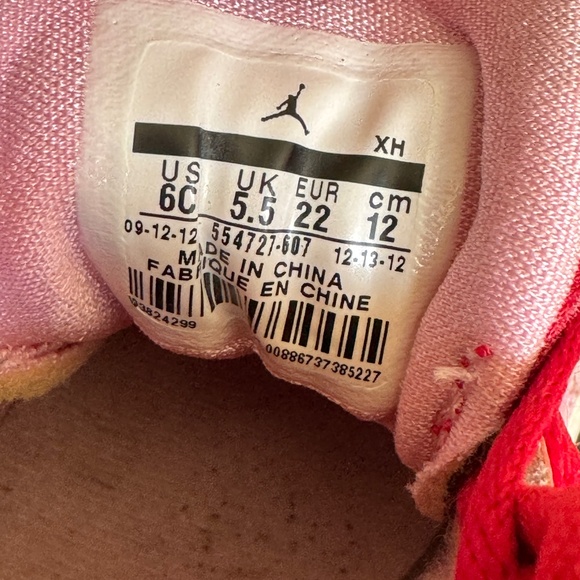 XH
US UK EUR cm
6C 5.5 22 12
09-12-12 554727-607 12-13-12
MADE IN CHINA
EN CHINE
00886737385227